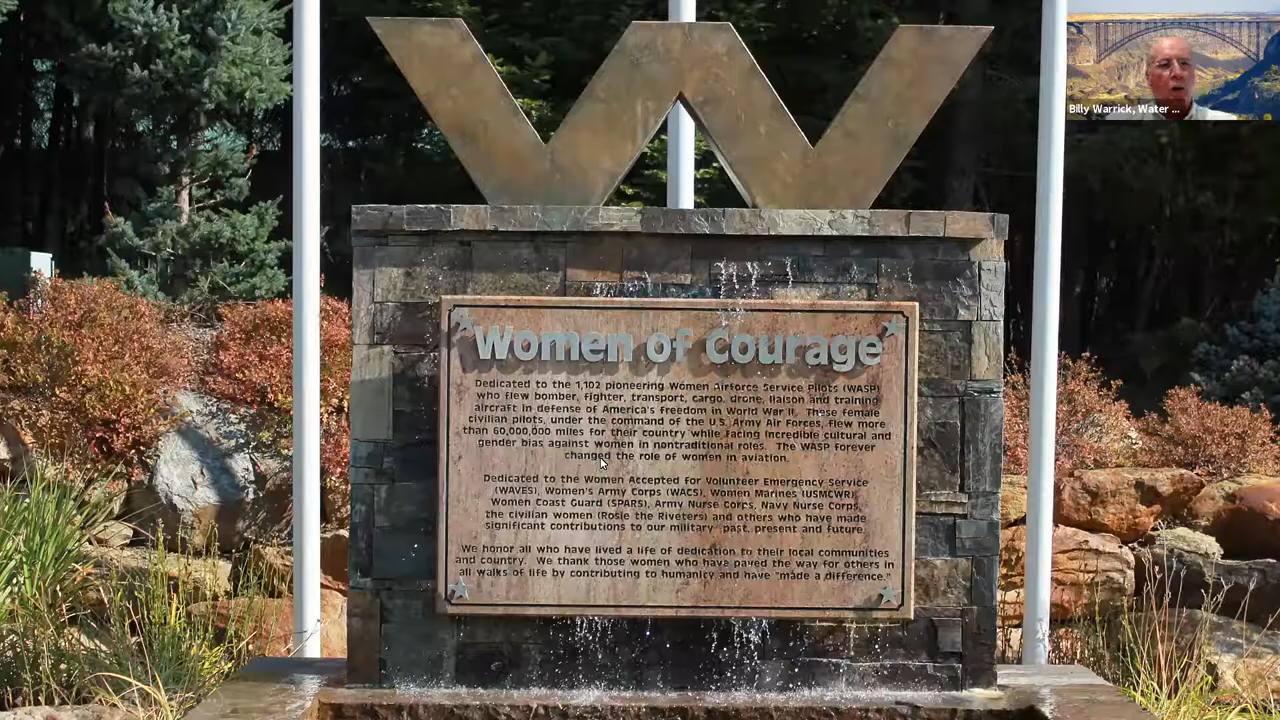 W
Billy Warrick, Water ...
Women of Courage
Dedicated to the 1,102 pioneering Women Airforce Service Pilots (WASP)
who flew bomber, fighter, transport, cargo, drone, liaison and training
aircraft in defense of America's freedom in World War II. These female
civilian pilots, under the command of the U.S. Army Air Forces, flew more
than 60,000,000 miles for their country while facing incredible cultural and
gender bias against women in nontraditional roles. The WASP forever
changed the role of women in aviation.
Dedicated to the Women Accepted for Volunteer Emergency Service
(WAVES), Women's Army Corps (WACS), Women Marines (USMCWR),
Women Coast Guard (SPARS), Army Nurse Corps, Navy Nurse Corps,
the civilian women (Rosie the Riveters) and others who have made
significant contributions to our military past, present and future.
We honor all who have lived a life of dedication to their local communities
and country. We thank those women who have paved the way for others in
all walks of life by contributing to humanity and have "made a difference."